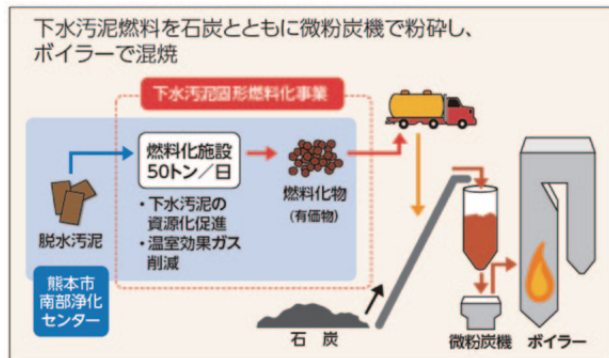 下水汚泥燃料を石炭とともに微粉炭機で粉砕し、
ボイラーで混焼
下水汚泥固形燃料化事業
燃料化施設
50トン／日
・下水汚泥の
資源化促進
・温室効果ガス
削減
脱水汚泥
燃料化物
(有価物)
熊本市
南部浄化
センター
石　炭
微粉炭機
ボイラー